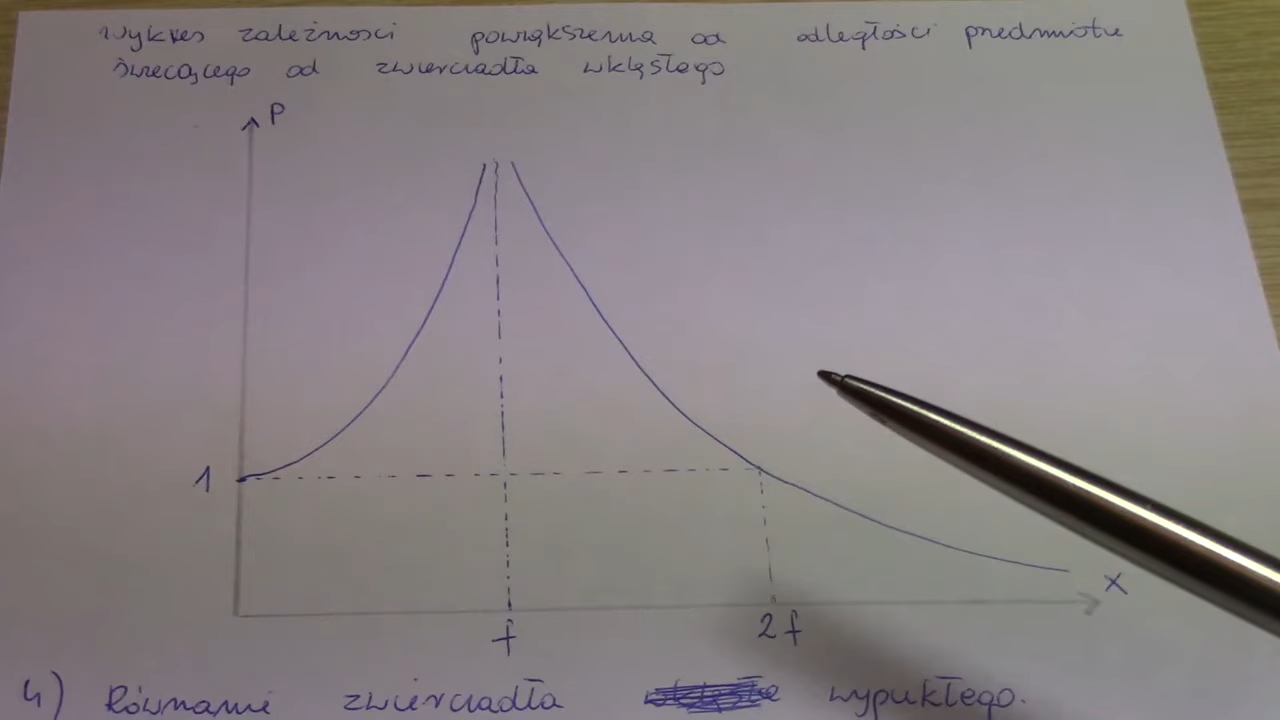 Wykres zależności powiększenia od odległości przedmiotu
świecącego od zwierciadła wklęsłego
P
1
f
2f
x
4) Równanie zwierciadła wypukłego.